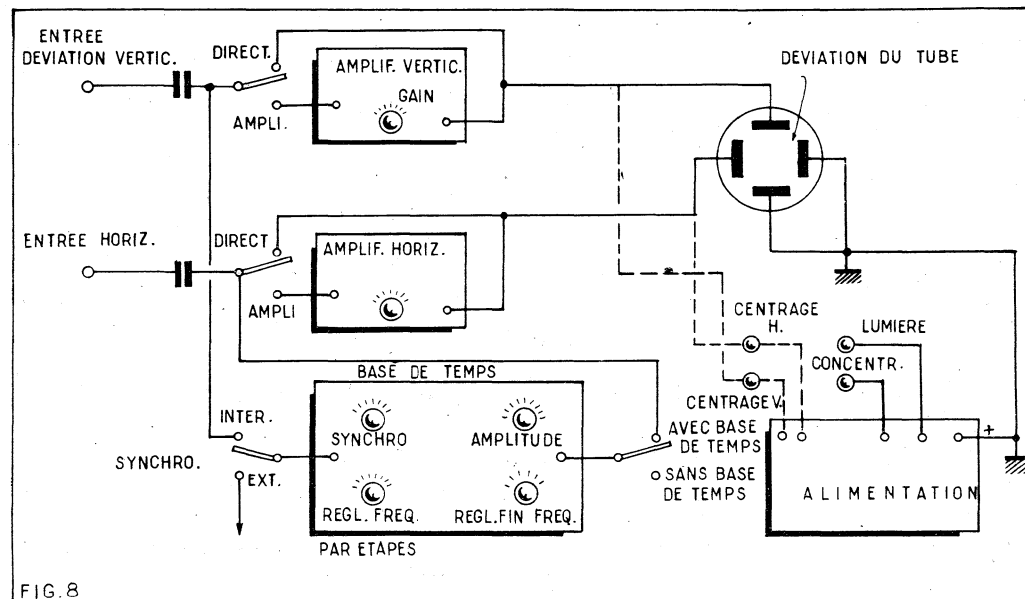 ENTREE
DEVIATION VERTIC.
DIRECT.
AMPLIF. VERTIC.
GAIN
AMPLI.
DEVIATION DU TUBE
ENTREE HORIZ.
DIRECT
AMPLIF. HORIZ.
AMPLI
CENTRAGE
H.
LUMIERE
CONCENTR.
CENTRAGE V.
BASE DE TEMPS
INTER.
SYNCHRO.
EXT.
SYNCHRO
AMPLITUDE
REGL. FREQ.
REGL. FIN FREQ.
PAR ETAPES
AVEC BASE
DE TEMPS
SANS BASE
DE TEMPS
+
ALIMENTATION
FIG. 8